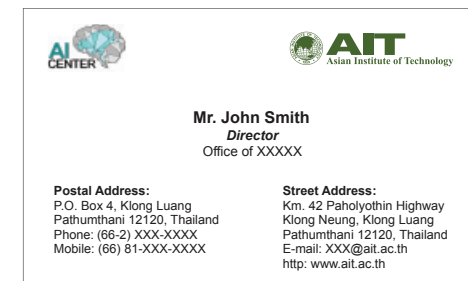 AI
CENTER
AIT
Asian Institute of Technology
Mr. John Smith
Director
Office of XXXXX
Postal Address:
P.O. Box 4, Klong Luang
Pathumthani 12120, Thailand
Phone: (66-2) XXX-XXXX
Mobile: (66) 81-XXX-XXXX
Street Address:
Km. 42 Paholyothin Highway
Klong Neung, Klong Luang
Pathumthani 12120, Thailand
E-mail: XXX@ait.ac.th
http: www.ait.ac.th